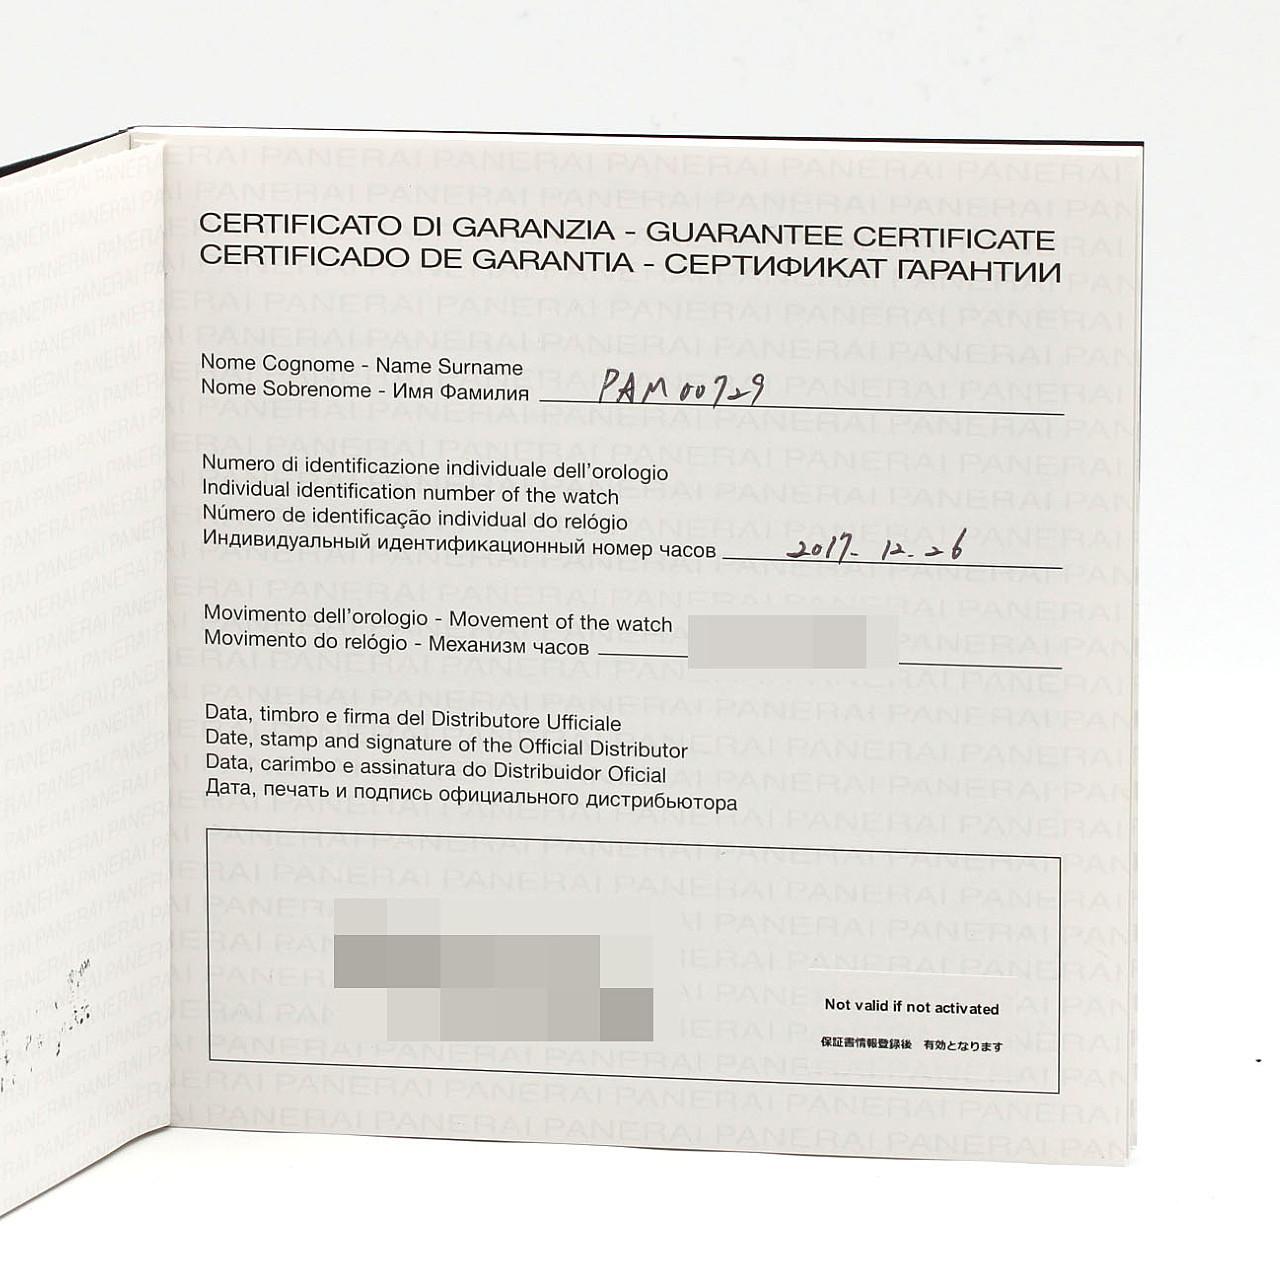 CERTIFICATO DI GARANZIA - GUARANTEE CERTIFICATE
CERTIFICADO DE GARANTIA - СЕРТИФИКАТ ГАРАНТИИ
Nome Cognome - Name Surname
Nome Sobrenome - Имя Фамилия PAM00729
Numero di identificazione individuale dell'orologio
Individual identification number of the watch
Número de identificação individual do relógio
Индивидуальный идентификационный номер часов 2017-12-26
Movimento dell'orologio - Movement of the watch
Movimento do relógio - Механизм часов
Data, timbro e firma del Distributore Ufficiale
Date, stamp and signature of the Official Distributor
Data, carimbo e assinatura do Distribuidor Oficial
Дата, печать и подпись официального дистрибьютора
Not valid if not activated
保証書情報登録後 有効となります